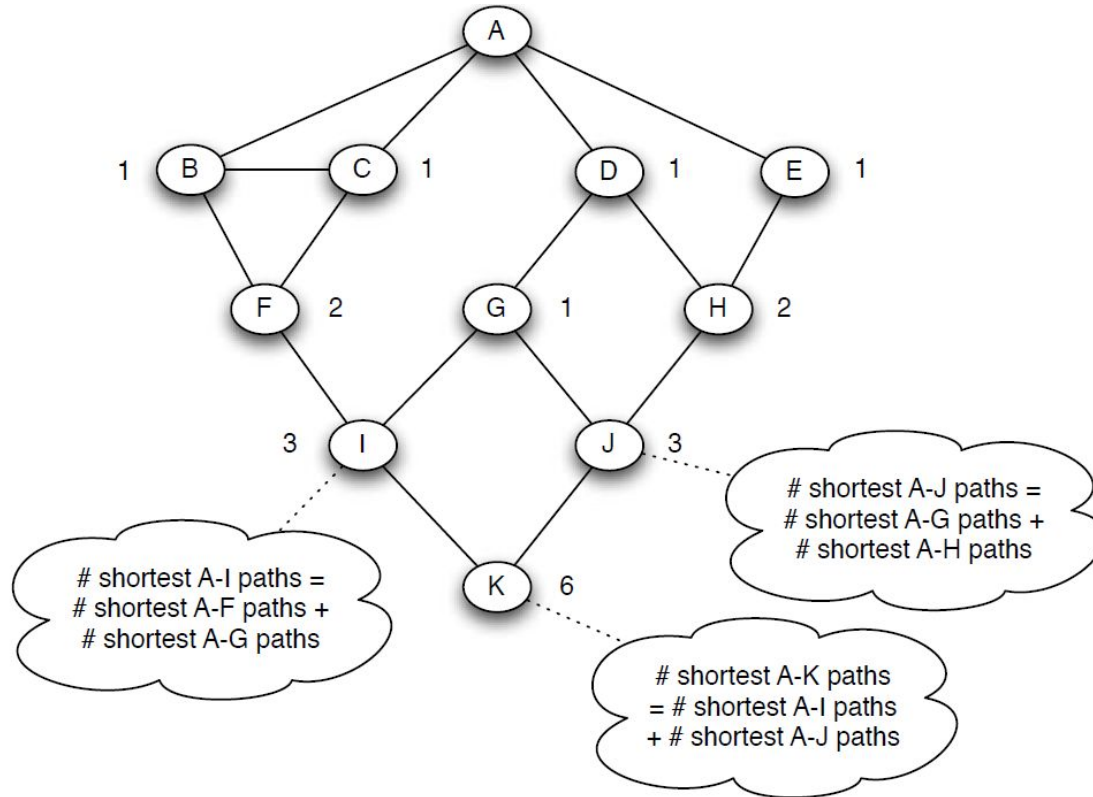 A
1 B C 1 D 1 E 1
F 2 G 1 H 2
3 I J 3
# shortest A-J paths =
# shortest A-G paths +
# shortest A-H paths
# shortest A-I paths =
# shortest A-F paths +
# shortest A-G paths
K 6
# shortest A-K paths
= # shortest A-I paths
+ # shortest A-J paths